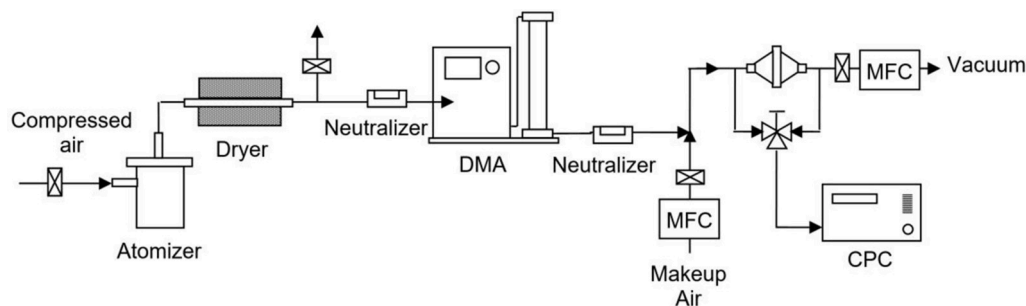 Compressed
air
Atomizer
Dryer
Neutralizer
DMA
Neutralizer
MFC
Makeup
Air
MFC
Vacuum
CPC